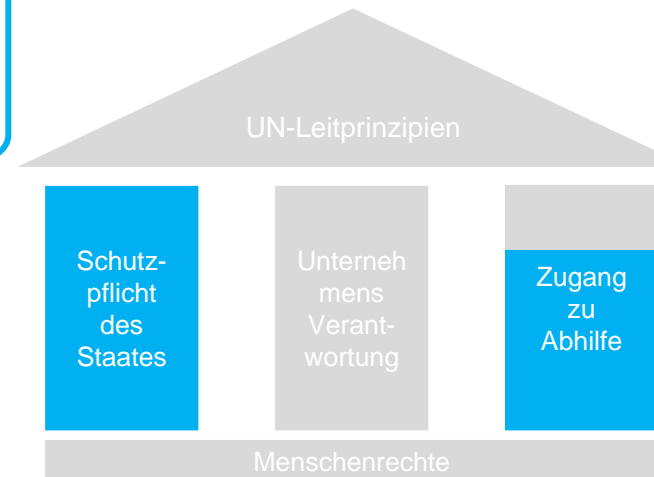 UN-Leitprinzipien
Schutz-
pflicht
des
Staates
Unterneh
mens
Verant-
wortung
Zugang
zu
Abhilfe
Menschenrechte